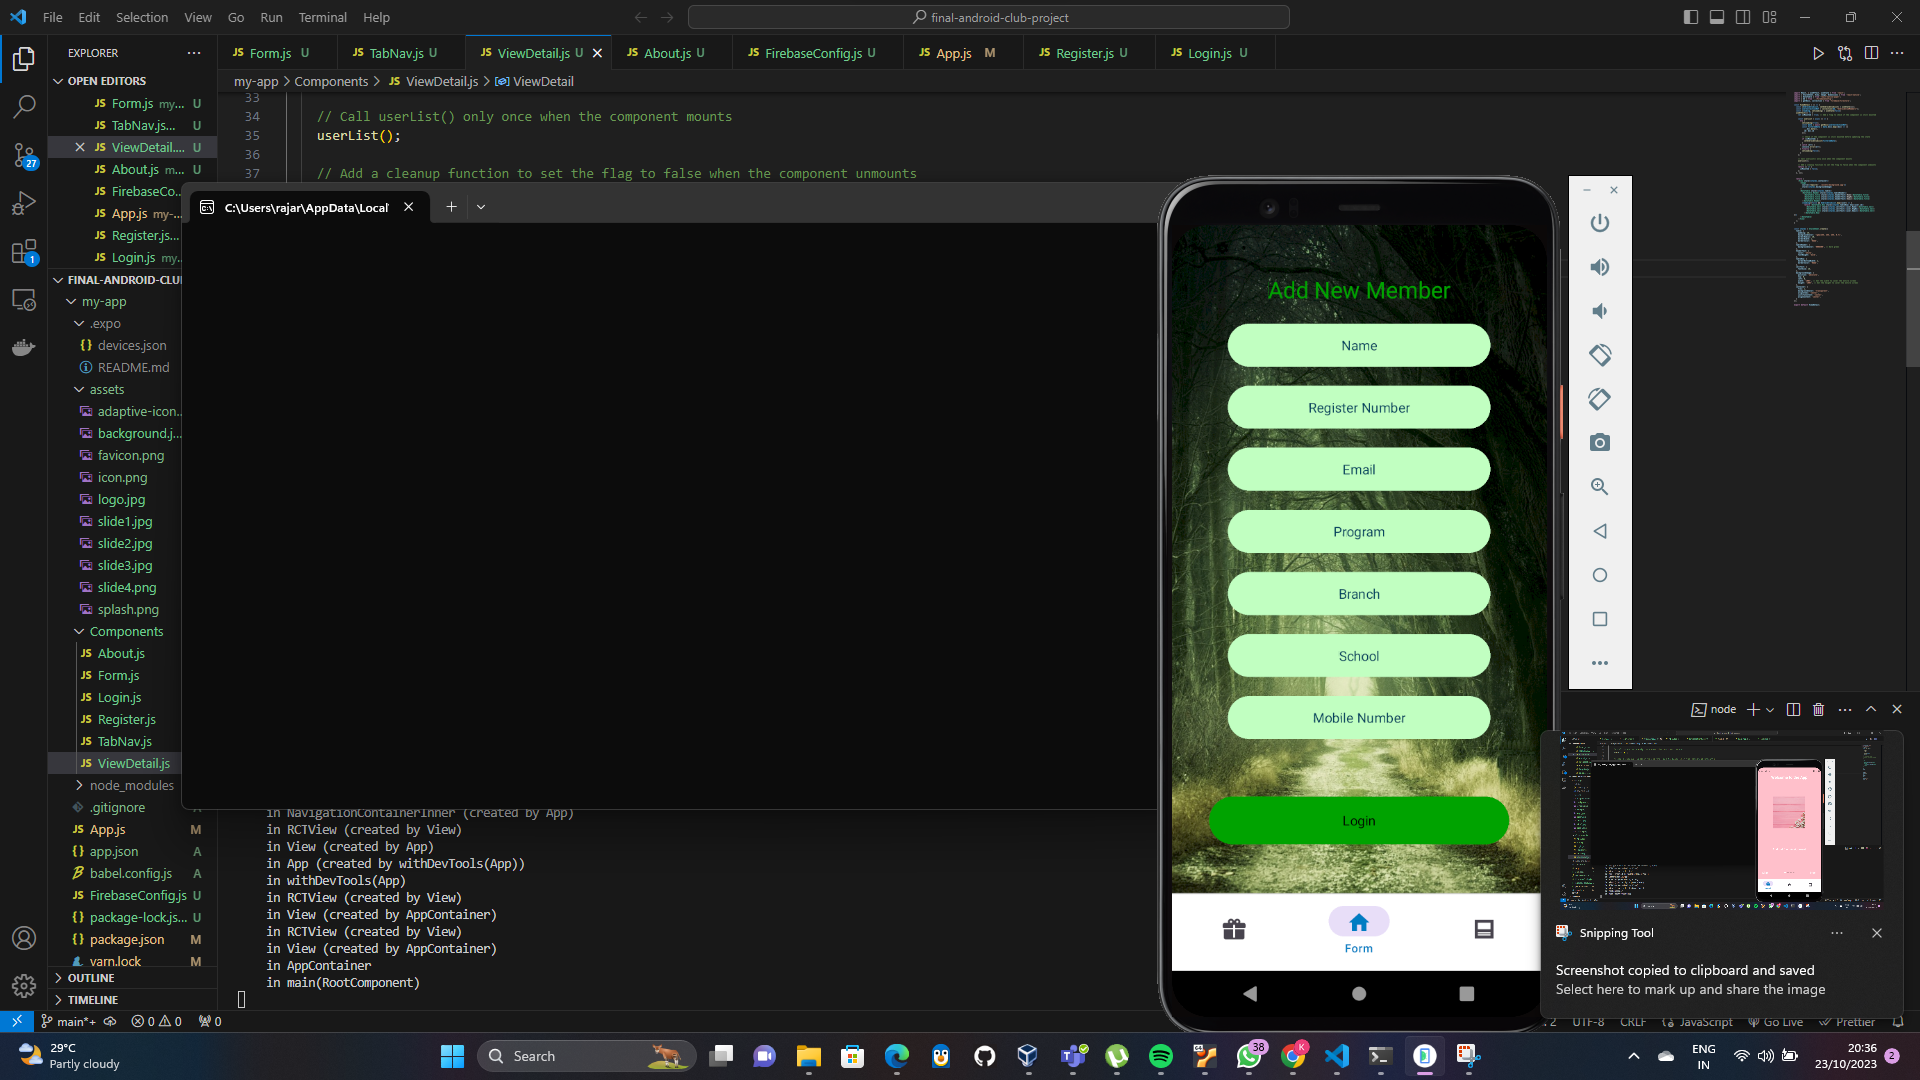 File Edit Selection View Go Run Terminal Help
final-android-club-project
EXPLORER
JS Form.js U
JS TabNav.js U
JS ViewDetail.js U
JS About.js U
JS FirebaseConfig.js U
JS App.js M
JS Register.js U
JS Login.js U
OPEN EDITORS
my-app > Components > JS ViewDetail.js > ViewDetail
JS Form.js my... U
JS TabNav.js... U
JS ViewDetail.... U
JS About.js my... U
JS FirebaseCo...
JS App.js my-...
JS Register.js...
JS Login.js my...
33
34 // Call userList() only once when the component mounts
35 userList();
36
37 // Add a cleanup function to set the flag to false when the component unmounts
C:\Users\rajar\AppData\Local
FINAL-ANDROID-CLU
my-app
.expo
{} devices.json
README.md
assets
adaptive-icon...
background.j...
favicon.png
icon.png
logo.jpg
slide1.jpg
slide2.jpg
slide3.jpg
slide4.png
splash.png
Components
JS About.js
JS Form.js
JS Login.js
JS Register.js
JS TabNav.js
JS ViewDetail.js
node_modules
.gitignore
JS App.js M
{} app.json A
babel.config.js A
JS FirebaseConfig.js U
{} package-lock.js... U
{} package.json M
yarn.lock M
OUTLINE
TIMELINE
27
1
Add New Member
Name
Register Number
Email
Program
Branch
School
Mobile Number
Login
Form
node
in NavigationContainerInner (created by App)
in RCTView (created by View)
in View (created by App)
in App (created by withDevTools(App))
in withDevTools(App)
in RCTView (created by View)
in View (created by AppContainer)
in RCTView (created by View)
in View (created by AppContainer)
in AppContainer
in main(RootComponent)
Snipping Tool
Screenshot copied to clipboard and saved
Select here to mark up and share the image
main*+
0 0
0
UTF-8 CRLF JavaScript Go Live Prettier
29°C
Partly cloudy
Search
38
K
ENG
IN
20:36
23/10/2023
2